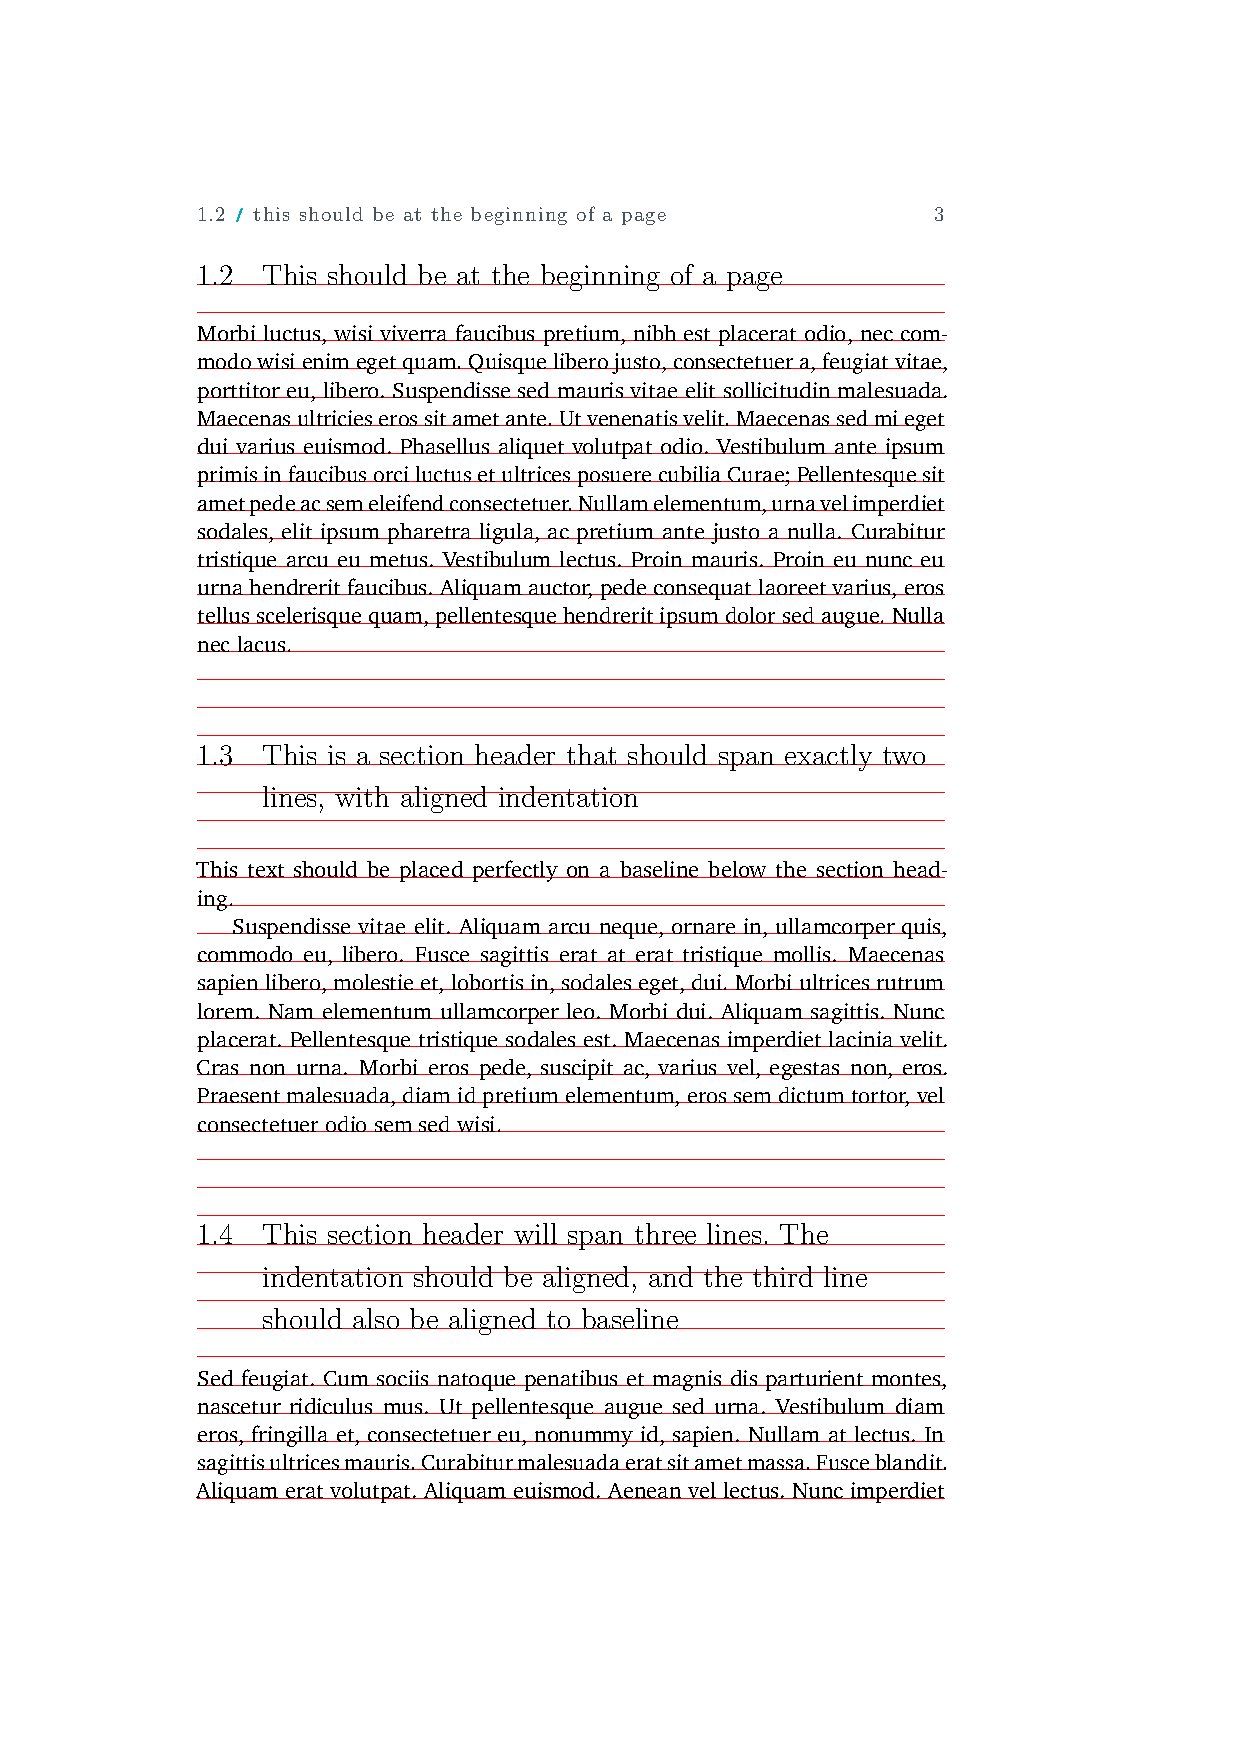 1.2 / this should be at the beginning of a page 3
1.2 This should be at the beginning of a page
Morbi luctus, wisi viverra faucibus pretium, nibh est placerat odio, nec com-
modo wisi enim eget quam. Quisque libero justo, consectetuer a, feugiat vitae,
porttitor eu, libero. Suspendisse sed mauris vitae elit sollicitudin malesuada.
Maecenas ultricies eros sit amet ante. Ut venenatis velit. Maecenas sed mi eget
dui varius euismod. Phasellus aliquet volutpat odio. Vestibulum ante ipsum
primis in faucibus orci luctus et ultrices posuere cubilia Curae; Pellentesque sit
amet pede ac sem eleifend consectetuer. Nullam elementum, urna vel imperdiet
sodales, elit ipsum pharetra ligula, ac pretium ante justo a nulla. Curabitur
tristique arcu eu metus. Vestibulum lectus. Proin mauris. Proin eu nunc eu
urna hendrerit faucibus. Aliquam auctor, pede consequat laoreet varius, eros
tellus scelerisque quam, pellentesque hendrerit ipsum dolor sed augue. Nulla
nec lacus.
1.3 This is a section header that should span exactly two
lines, with aligned indentation
This text should be placed perfectly on a baseline below the section head-
ing.
Suspendisse vitae elit. Aliquam arcu neque, ornare in, ullamcorper quis,
commodo eu, libero. Fusce sagittis erat at erat tristique mollis. Maecenas
sapien libero, molestie et, lobortis in, sodales eget, dui. Morbi ultrices rutrum
lorem. Nam elementum ullamcorper leo. Morbi dui. Aliquam sagittis. Nunc
placerat. Pellentesque tristique sodales est. Maecenas imperdiet lacinia velit.
Cras non urna. Morbi eros pede, suscipit ac, varius vel, egestas non, eros.
Praesent malesuada, diam id pretium elementum, eros sem dictum tortor, vel
consectetuer odio sem sed wisi.
1.4 This section header will span three lines. The
indentation should be aligned, and the third line
should also be aligned to baseline
Sed feugiat. Cum sociis natoque penatibus et magnis dis parturient montes,
nascetur ridiculus mus. Ut pellentesque augue sed urna. Vestibulum diam
eros, fringilla et, consectetuer eu, nonummy id, sapien. Nullam at lectus. In
sagittis ultrices mauris. Curabitur malesuada erat sit amet massa. Fusce blandit.
Aliquam erat volutpat. Aliquam euismod. Aenean vel lectus. Nunc imperdiet